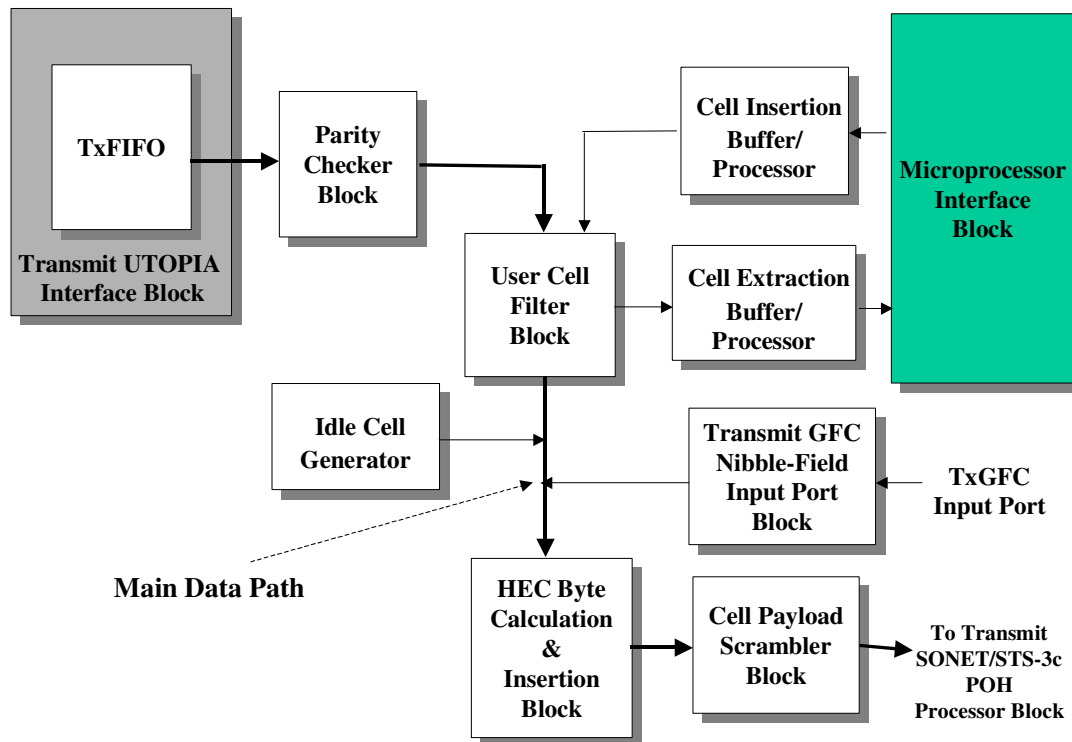 TxFIFO
Transmit UTOPIA
Interface Block
Parity
Checker
Block
Cell Insertion
Buffer/
Processor
Microprocessor
Interface
Block
User Cell
Filter
Block
Cell Extraction
Buffer/
Processor
Idle Cell
Generator
Transmit GFC
Nibble-Field
Input Port
Block
TxGFC
Input Port
Main Data Path
HEC Byte
Calculation
&
Insertion
Block
Cell Payload
Scrambler
Block
To Transmit
SONET/STS-3c
POH
Processor Block